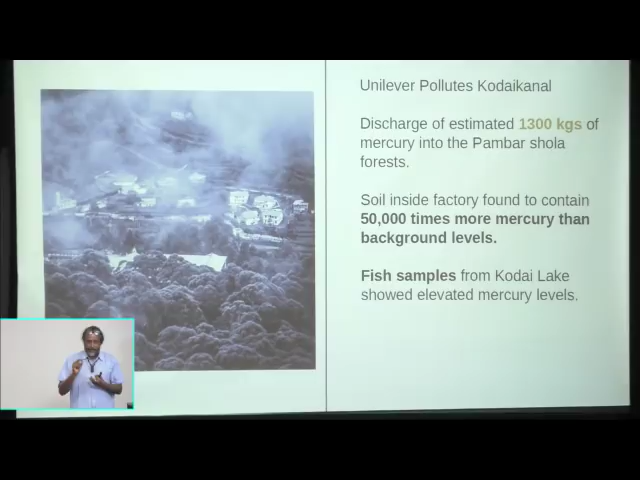 Unilever Pollutes Kodaikanal
Discharge of estimated 1300 kgs of
mercury into the Pambar shola
forests.
Soil inside factory found to contain
50,000 times more mercury than
background levels.
Fish samples from Kodai Lake
showed elevated mercury levels.